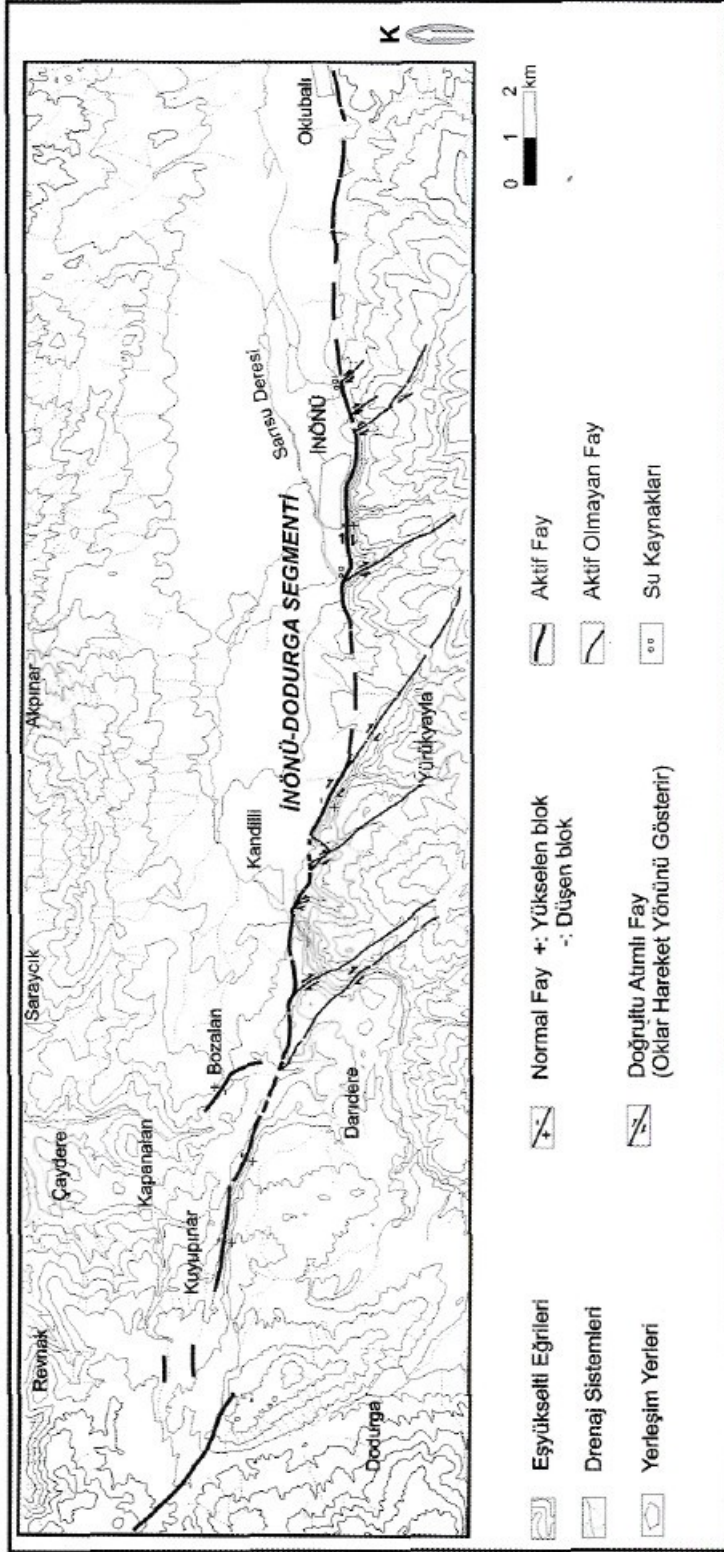 Revnak
Çaydere
Saraycık
Akpınar
Kapanalan
Kuyupınar
Bozalan
Kandilli
Sarısu Deresi
Oklubalı
İNÖNÜ
İNÖNÜ-DODURGA SEGMENTİ
Dodurga
Darıdere
Yürükyayla
K
0 1 2
km
Eşyükselti Eğrileri
Drenaj Sistemleri
Yerleşim Yerleri
Normal Fay +: Yükselen blok
-: Düşen blok
Doğrultu Atımlı Fay
(Oklar Hareket Yönünü Gösterir)
Aktif Fay
Aktif Olmayan Fay
Su Kaynakları